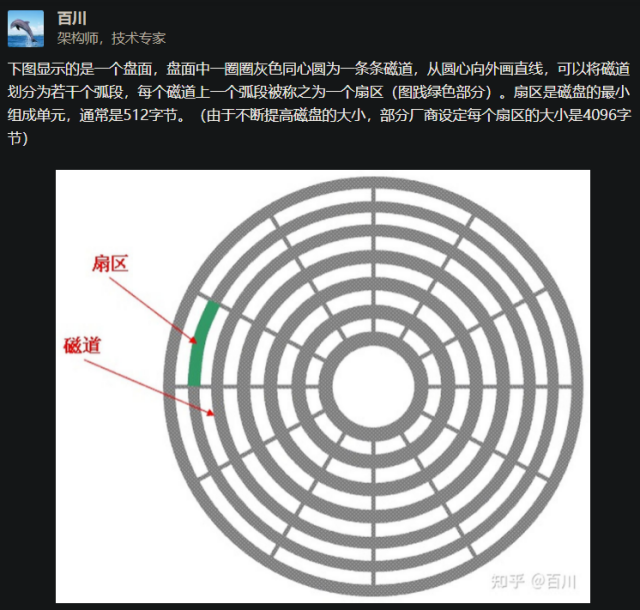 百川
架构师，技术专家
下图显示的是一个盘面，盘面中一圈圈灰色同心圆为一条条磁道，从圆心向外画直线，可以将磁道
划分为若干个弧段，每个磁道上一个弧段被称之为一个扇区（图践绿色部分）。扇区是磁盘的最小
组成单元，通常是512字节。（由于不断提高磁盘的大小，部分厂商设定每个扇区的大小是4096字
节）
扇区
磁道
知乎 @百川